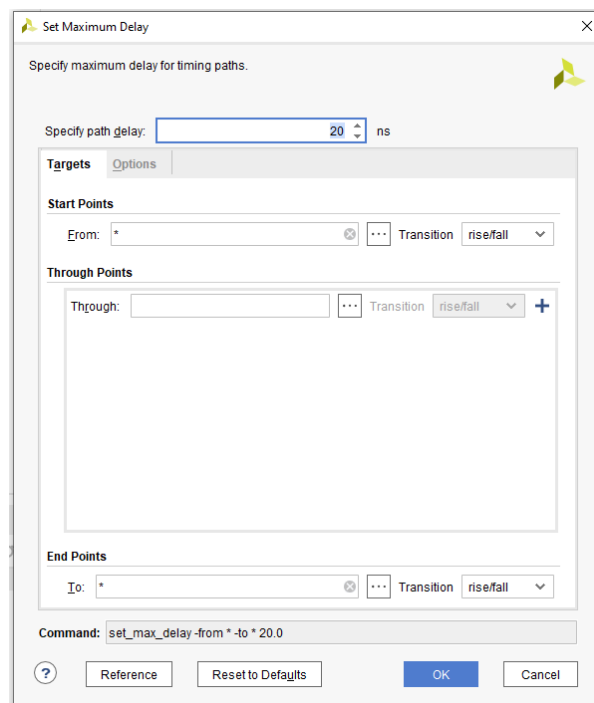 Set Maximum Delay
Specify maximum delay for timing paths.
Specify path delay: 20 ns
Targets Options
Start Points
From: * ... Transition rise/fall
Through Points
Through: ... Transition rise/fall +
End Points
To: * ... Transition rise/fall
Command: set_max_delay -from * -to * 20.0
? Reference Reset to Defaults OK Cancel